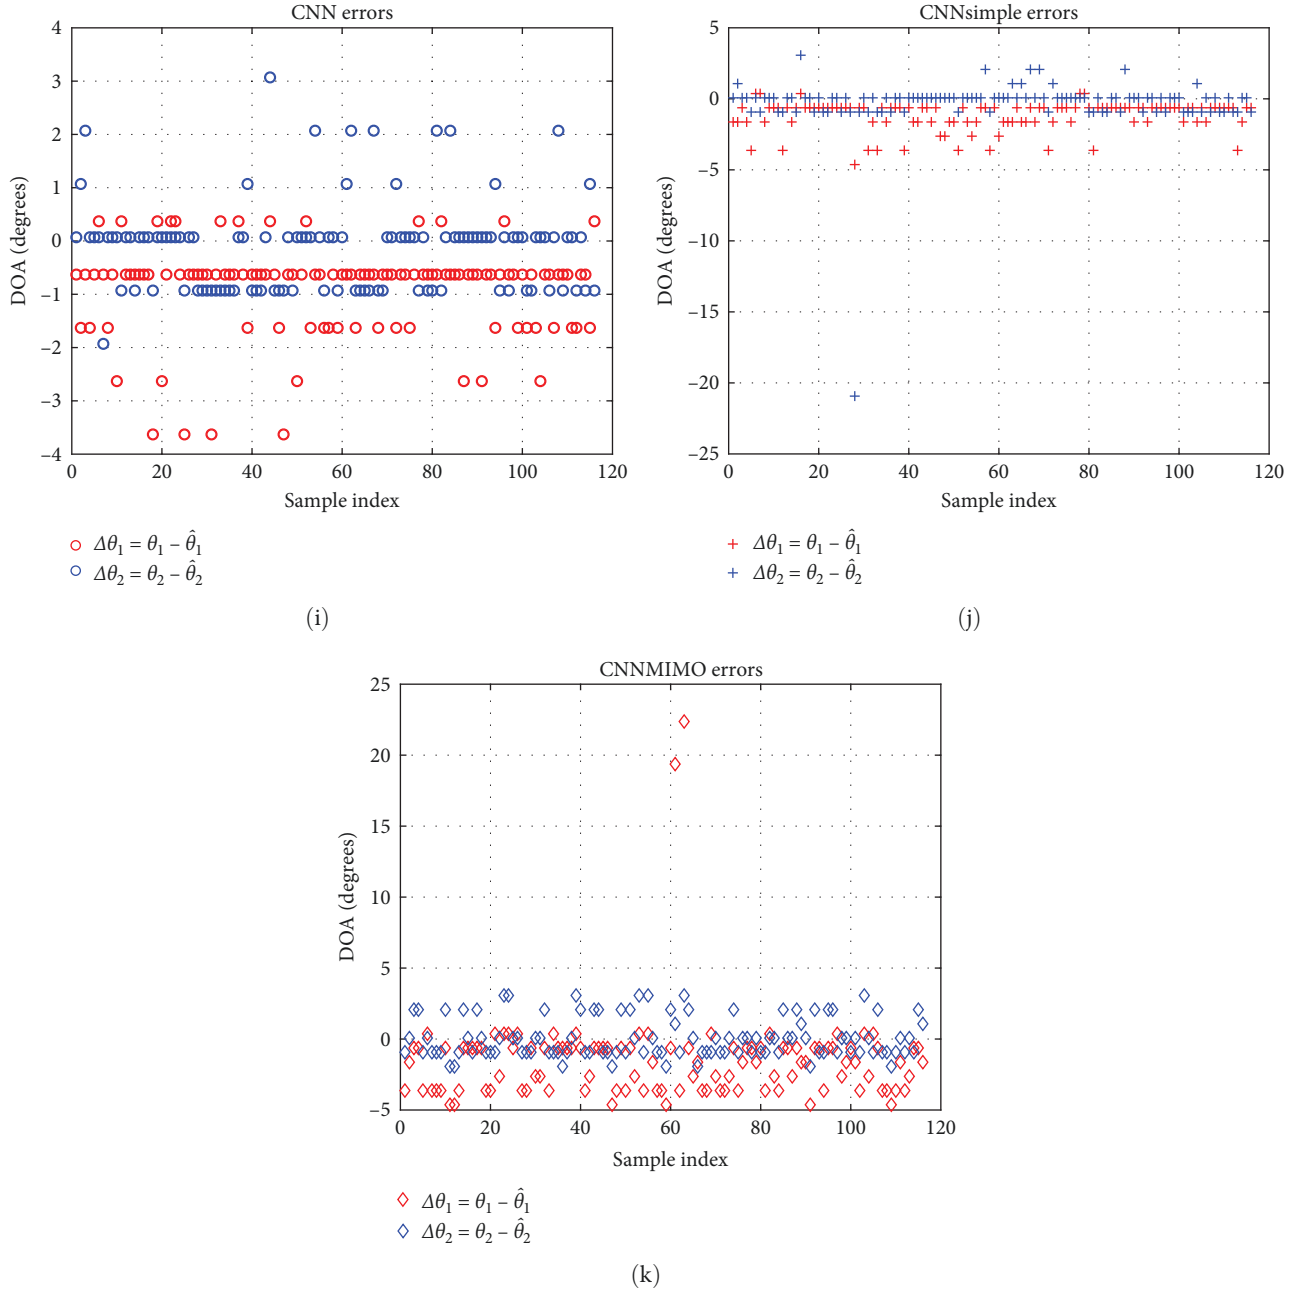 CNN errors
4
3
2
1
0
−1
−2
−3
−4
DOA (degrees)
0 20 40 60 80 100 120
Sample index
Δθ1 = θ1 − θ̂1
Δθ2 = θ2 − θ̂2
(i)
CNNsimple errors
5
0
−5
−10
−15
−20
−25
DOA (degrees)
0 20 40 60 80 100 120
Sample index
Δθ1 = θ1 − θ̂1
Δθ2 = θ2 − θ̂2
(j)
CNNMIMO errors
25
20
15
10
5
0
−5
DOA (degrees)
0 20 40 60 80 100 120
Sample index
Δθ1 = θ1 − θ̂1
Δθ2 = θ2 − θ̂2
(k)